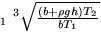 ₁ ³√((b+ρgh)T₂ / bT₁)